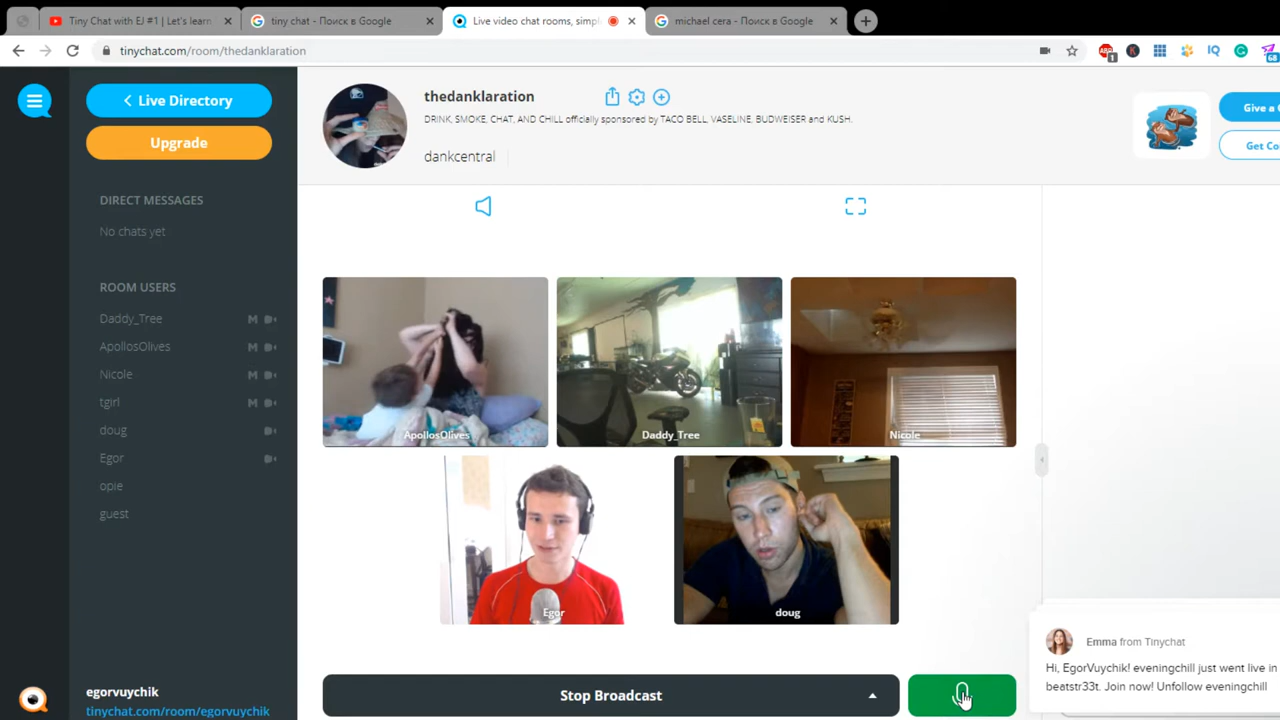 Tiny Chat with EJ #1 | Let's learn
tiny chat - Поиск в Google
Live video chat rooms, simpl
michael cera - Поиск в Google
tinychat.com/room/thedanklaration
ABP
1
K
IQ
G
68
Live Directory
Upgrade
DIRECT MESSAGES
No chats yet
ROOM USERS
Daddy_Tree M
ApollosOlives M
Nicole M
tgirl M
doug
Egor
opie
guest
egorvuychik
tinychat.com/room/egorvuychik
thedanklaration
DRINK, SMOKE, CHAT, AND CHILL officially sponsored by TACO BELL, VASELINE, BUDWEISER and KUSH.
dankcentral
Give a
Get Co
ApollosOlives
Daddy_Tree
Nicole
Egor
doug
Stop Broadcast
Emma from Tinychat
Hi, EgorVuychik! eveningchill just went live in
beatstr33t. Join now! Unfollow eveningchill